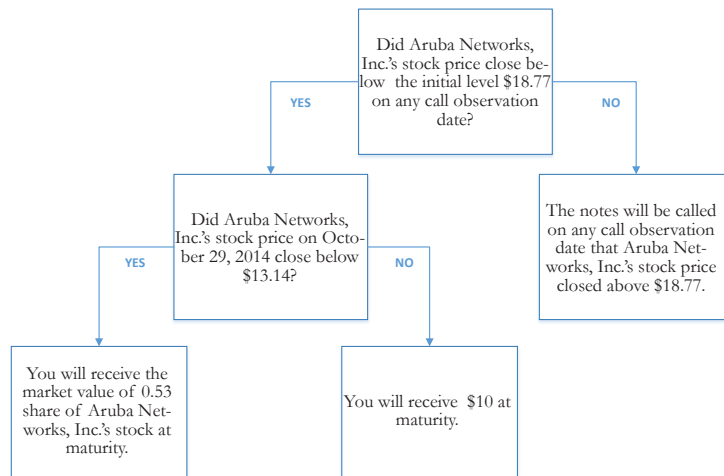 Did Aruba Networks,
Inc.'s stock price close be-
low the initial level $18.77
on any call observation
date?
YES
NO
Did Aruba Networks,
Inc.'s stock price on Octo-
ber 29, 2014 close below
$13.14?
The notes will be called
on any call observation
date that Aruba Net-
works, Inc.'s stock price
closed above $18.77.
YES
NO
You will receive the
market value of 0.53
share of Aruba Net-
works, Inc.'s stock at
maturity.
You will receive $10 at
maturity.